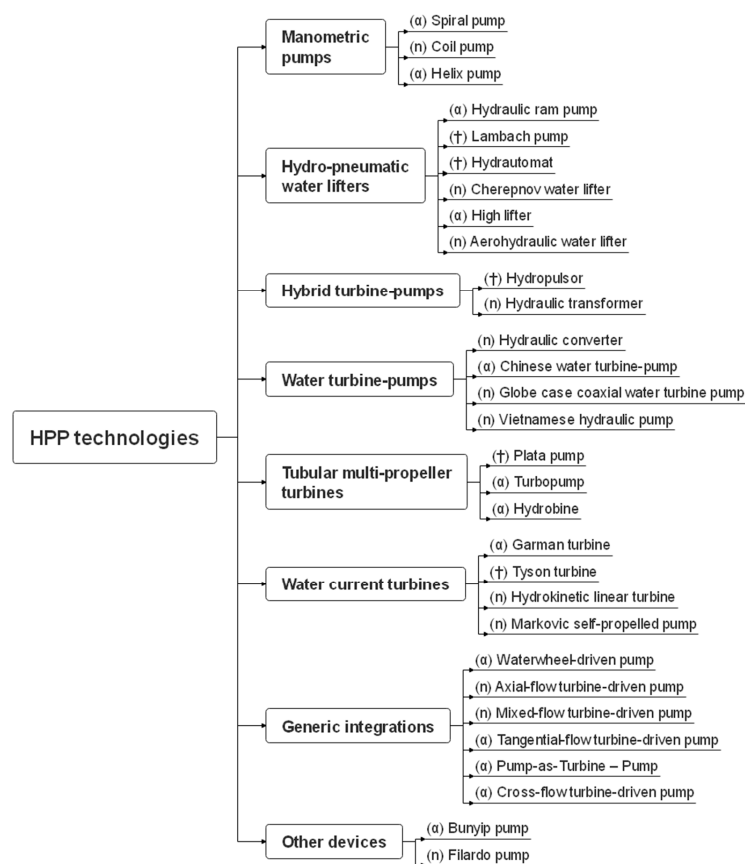 HPP technologies
Manometric
pumps
(α) Spiral pump
(n) Coil pump
(α) Helix pump
Hydro-pneumatic
water lifters
(α) Hydraulic ram pump
(†) Lambach pump
(†) Hydrautomat
(n) Cherepnov water lifter
(α) High lifter
(n) Aerohydraulic water lifter
Hybrid turbine-pumps
(†) Hydropulsor
(n) Hydraulic transformer
Water turbine-pumps
(n) Hydraulic converter
(α) Chinese water turbine-pump
(n) Globe case coaxial water turbine pump
(n) Vietnamese hydraulic pump
Tubular multi-propeller
turbines
(†) Plata pump
(α) Turbopump
(α) Hydrobine
Water current turbines
(α) Garman turbine
(†) Tyson turbine
(n) Hydrokinetic linear turbine
(n) Markovic self-propelled pump
Generic integrations
(α) Waterwheel-driven pump
(n) Axial-flow turbine-driven pump
(n) Mixed-flow turbine-driven pump
(α) Tangential-flow turbine-driven pump
(α) Pump-as-Turbine – Pump
(α) Cross-flow turbine-driven pump
Other devices
(α) Bunyip pump
(n) Filardo pump